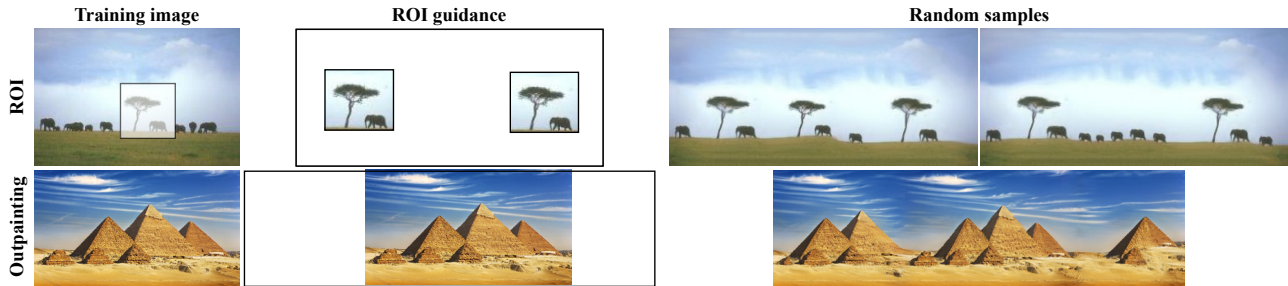 Training image
ROI guidance
Random samples
ROI
Outpainting